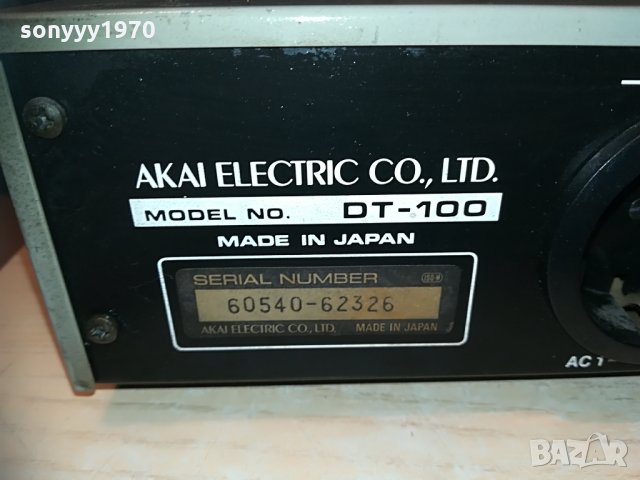 sonyyy1970
AKAI ELECTRIC CO., LTD.
MODEL NO. DT-100
MADE IN JAPAN
SERIAL NUMBER
60540-62326
AKAI ELECTRIC CO., LTD. MADE IN JAPAN
AC 1
BAZAR